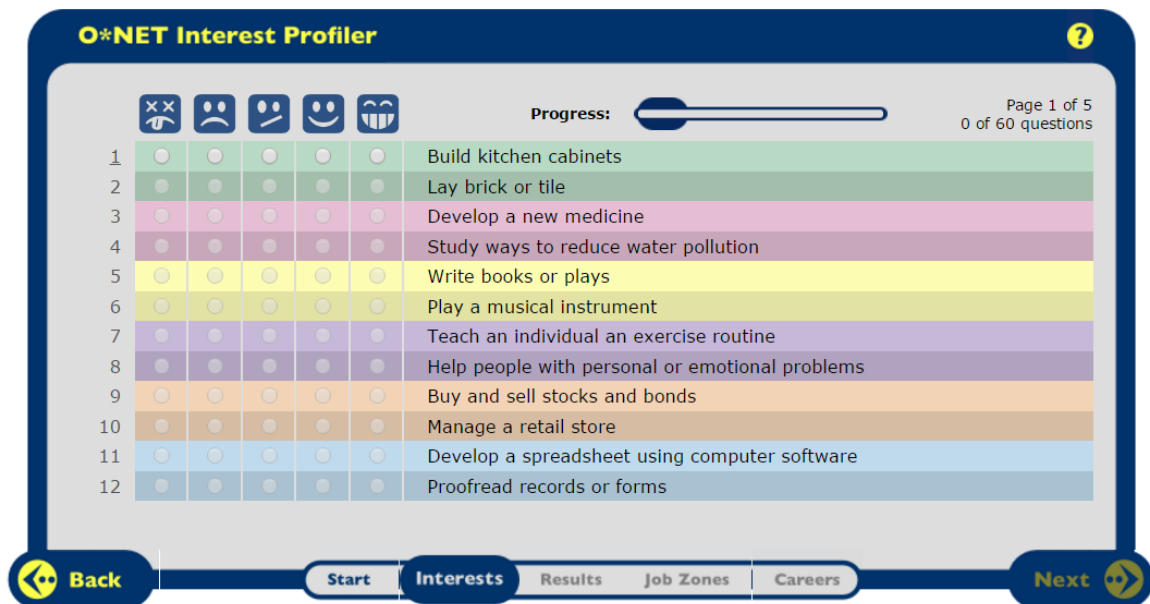 O*NET Interest Profiler
?
Progress:
Page 1 of 5
0 of 60 questions
1 Build kitchen cabinets
2 Lay brick or tile
3 Develop a new medicine
4 Study ways to reduce water pollution
5 Write books or plays
6 Play a musical instrument
7 Teach an individual an exercise routine
8 Help people with personal or emotional problems
9 Buy and sell stocks and bonds
10 Manage a retail store
11 Develop a spreadsheet using computer software
12 Proofread records or forms
Back Start Interests Results Job Zones Careers Next